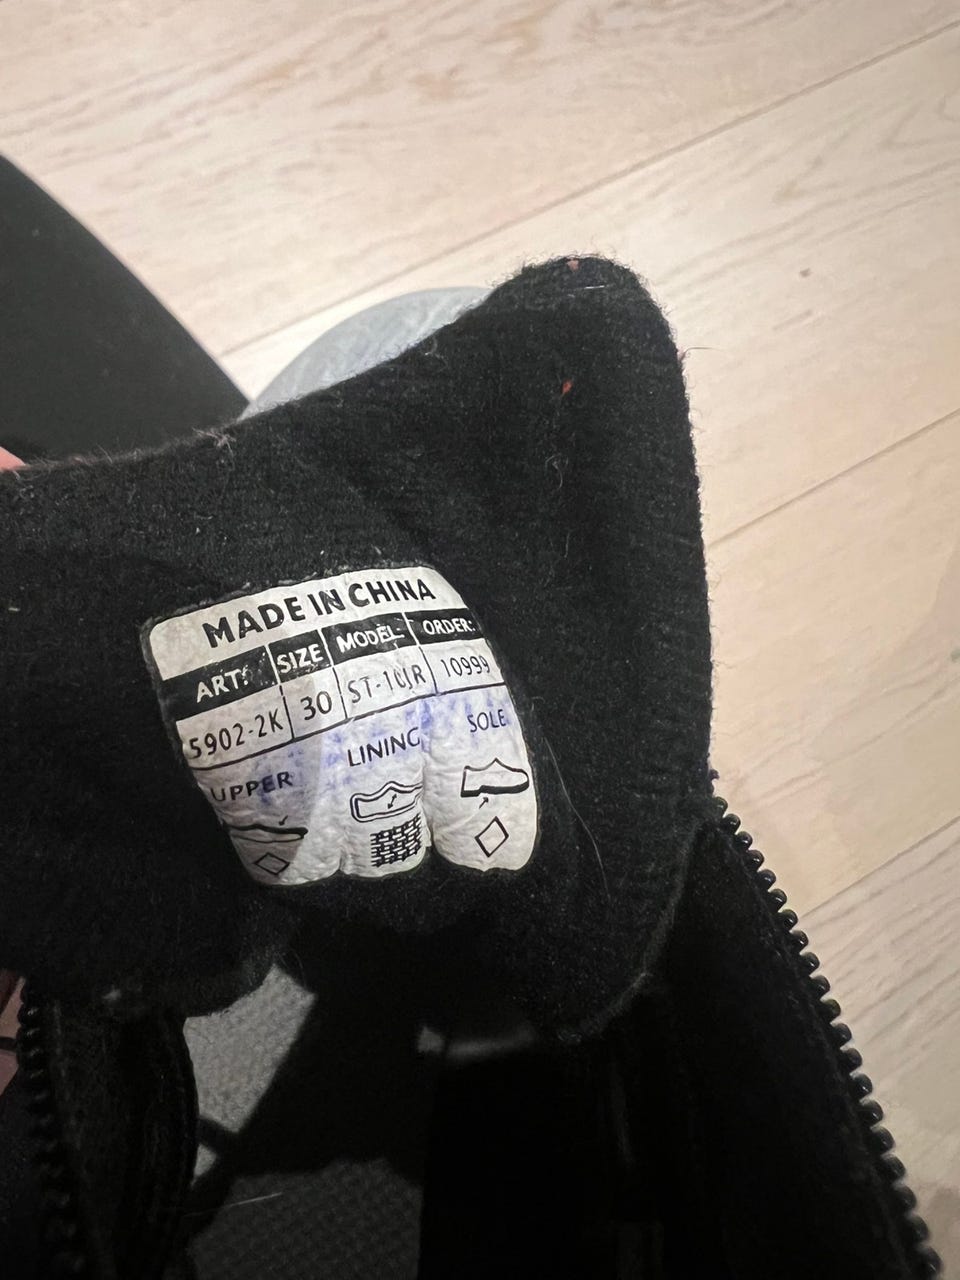 MADE IN CHINA
ART: SIZE MODEL ORDER:
5902-2K 30 10999
UPPER LINING SOLE